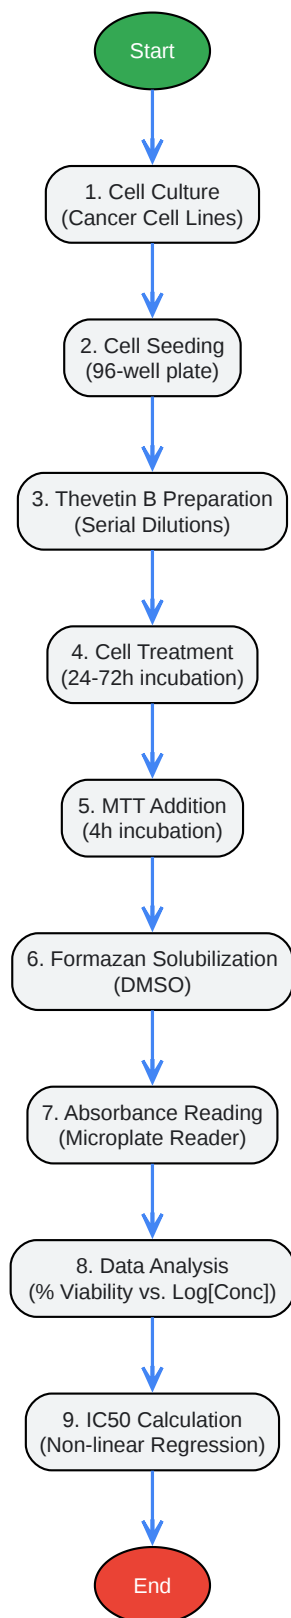 Start
1. Cell Culture
(Cancer Cell Lines)
2. Cell Seeding
(96-well plate)
3. Thevetin B Preparation
(Serial Dilutions)
4. Cell Treatment
(24-72h incubation)
5. MTT Addition
(4h incubation)
6. Formazan Solubilization
(DMSO)
7. Absorbance Reading
(Microplate Reader)
8. Data Analysis
(% Viability vs. Log[Conc])
9. IC50 Calculation
(Non-linear Regression)
End